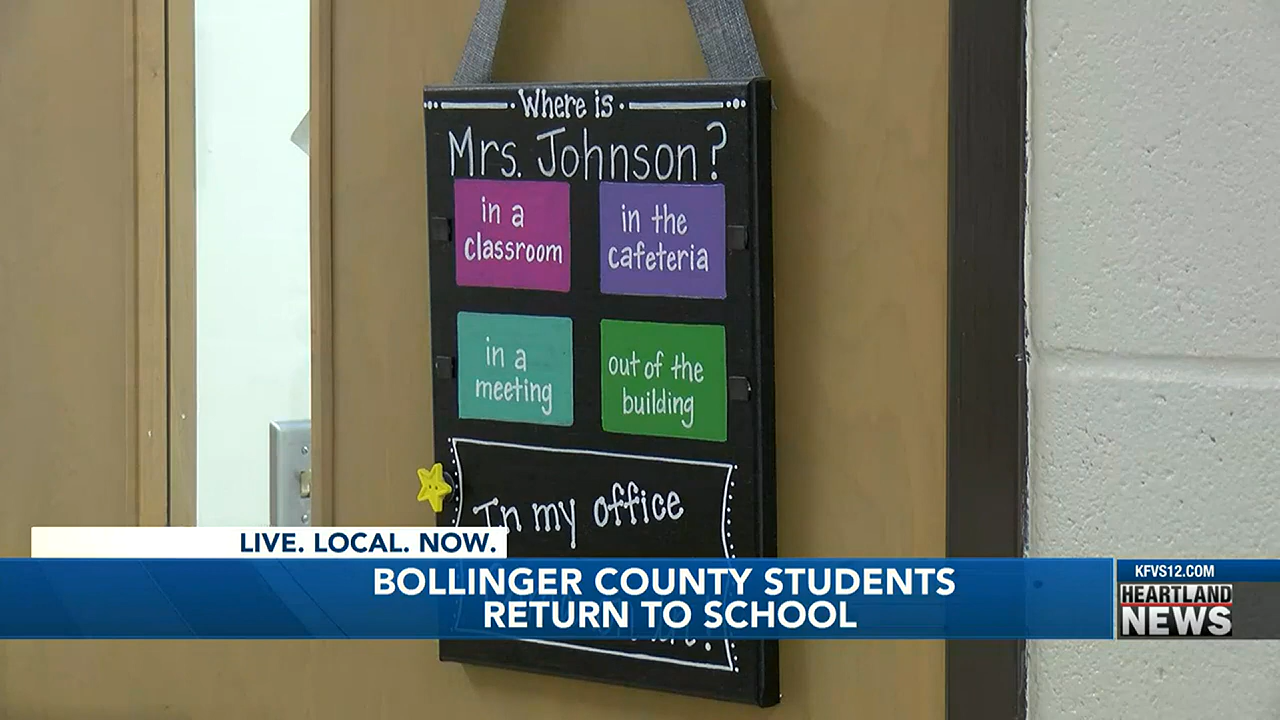 Where is
Mrs. Johnson?
in a
classroom
in the
cafeteria
in a
meeting
out of the
building
In my office
LIVE. LOCAL. NOW.
BOLLINGER COUNTY STUDENTS
RETURN TO SCHOOL
KFVS12.COM
HEARTLAND
NEWS